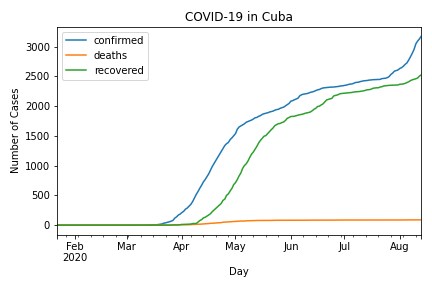 COVID-19 in Cuba
confirmed
deaths
recovered
Number of Cases
3000
2500
2000
1500
1000
500
0
Feb Mar Apr May Jun Jul Aug
2020
Day